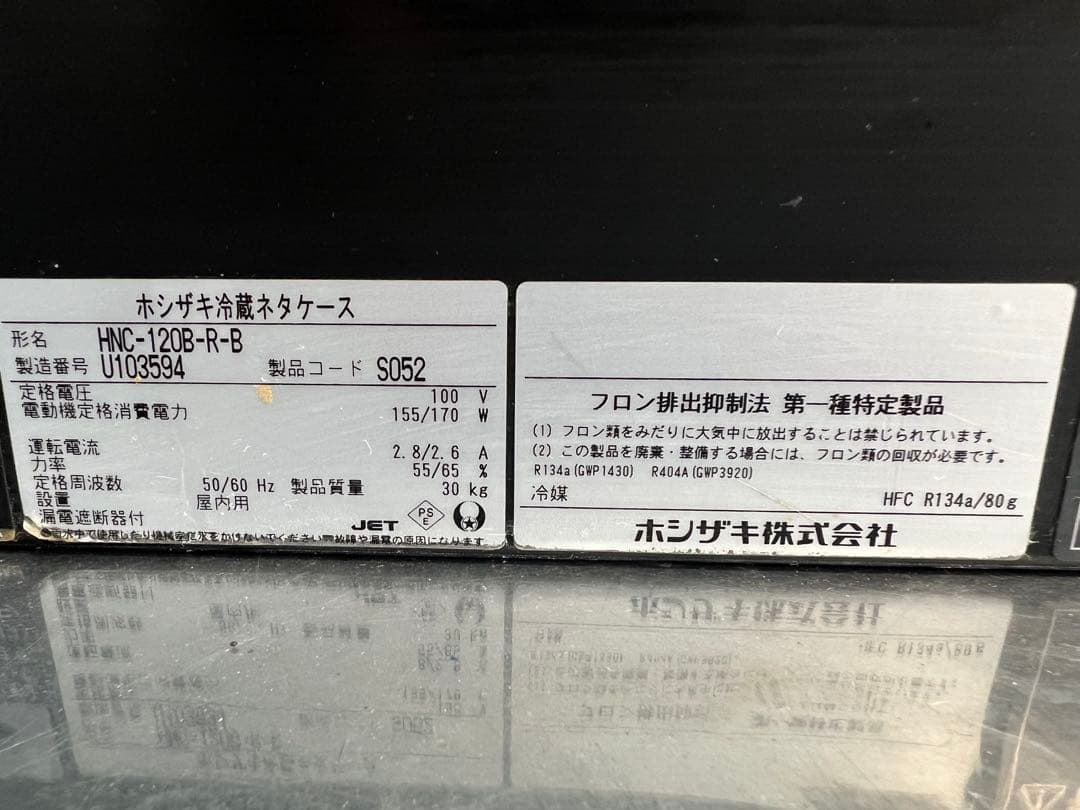 ホシザキ冷蔵ネタケース
形名 HNC-120B-R-B
製造番号 U103594 製品コード S052
定格電圧 100 V
電動機定格消費電力 155/170 W
運転電流 2.8/2.6 A
力率 55/65 %
定格周波数 50/60 Hz 製品質量 30 kg
設置 屋内用
漏電遮断器付 JET PSE
フロン排出抑制法 第一種特定製品
(1) フロン類をみだりに大気中に放出することは禁じられています。
(2) この製品を廃棄・整備する場合には、フロン類の回収が必要です。
R134a(GWP1430) R404A(GWP3920)
冷媒 HFC R134a/80g
ホシザキ株式会社